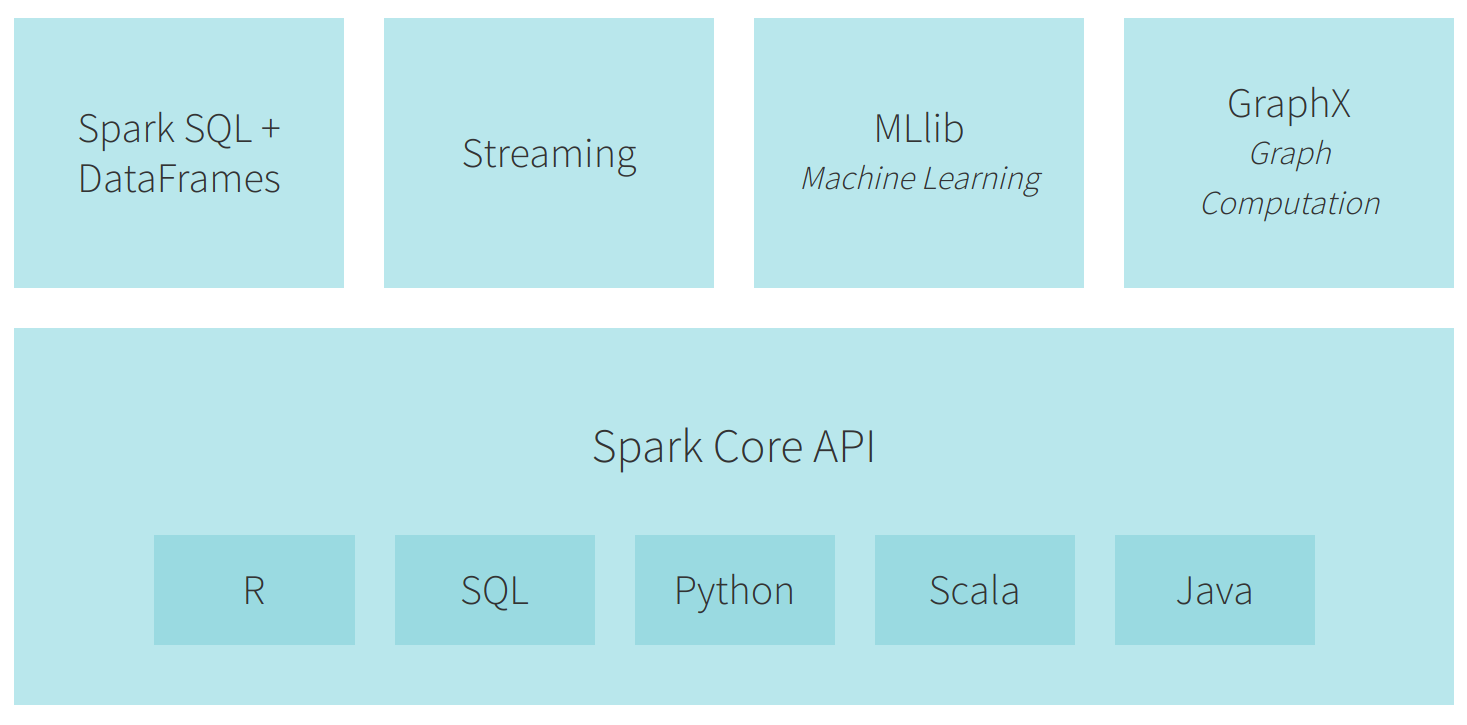 Spark SQL +
DataFrames
Streaming
MLlib
Machine Learning
GraphX
Graph
Computation
Spark Core API
R
SQL
Python
Scala
Java